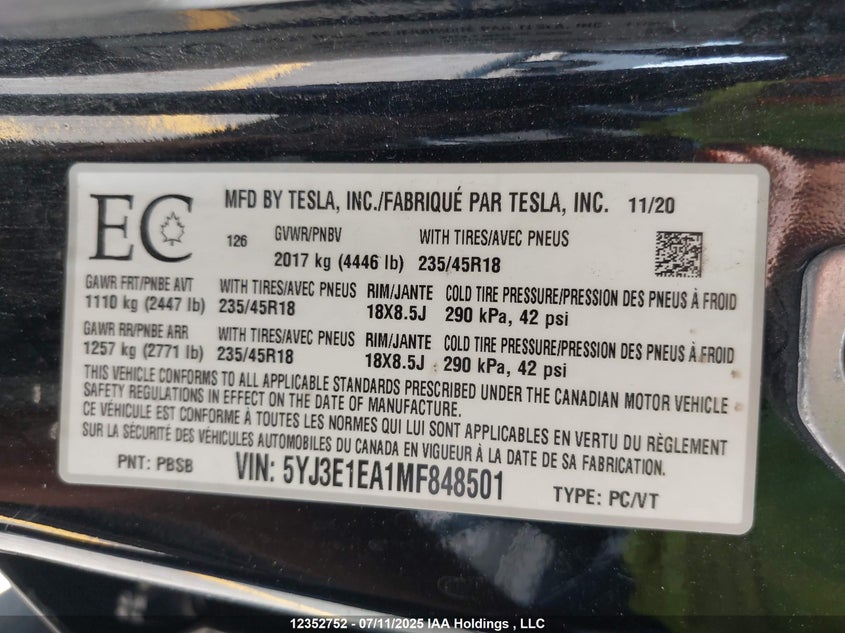 EC
MFD BY TESLA, INC./FABRIQUÉ PAR TESLA, INC. 11/20
126 GVWR/PNBV WITH TIRES/AVEC PNEUS
2017 kg (4446 lb) 235/45R18
GAWR FRT/PNBE AVT WITH TIRES/AVEC PNEUS RIM/JANTE COLD TIRE PRESSURE/PRESSION DES PNEUS À FROID
1110 kg (2447 lb) 235/45R18 18X8.5J 290 kPa, 42 psi
GAWR RR/PNBE ARR WITH TIRES/AVEC PNEUS RIM/JANTE COLD TIRE PRESSURE/PRESSION DES PNEUS À FROID
1257 kg (2771 lb) 235/45R18 18X8.5J 290 kPa, 42 psi
THIS VEHICLE CONFORMS TO ALL APPLICABLE STANDARDS PRESCRIBED UNDER THE CANADIAN MOTOR VEHICLE
SAFETY REGULATIONS IN EFFECT ON THE DATE OF MANUFACTURE.
CE VÉHICULE EST CONFORME À TOUTES LES NORMES QUI LUI SONT APPLICABLES EN VERTU DU RÈGLEMENT
SUR LA SÉCURITÉ DES VÉHICULES AUTOMOBILES DU CANADA EN VIGUEUR À LA DATE DE SA FABRICATION.
PNT: PBSB VIN: 5YJ3E1EA1MF848501 TYPE: PC/VT
12352752 - 07/11/2025 IAA Holdings , LLC